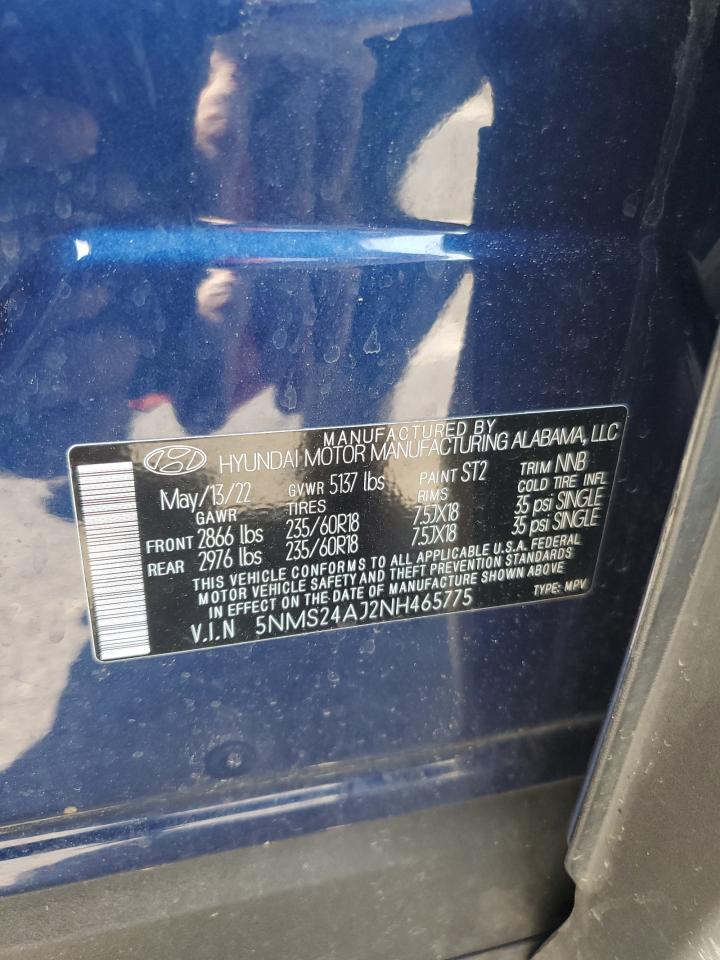 MANUFACTURED BY
HYUNDAI MOTOR MANUFACTURING ALABAMA, LLC
May/13/22 GVWR 5137 lbs PAINT ST2 TRIM NNB
GAWR TIRES RIMS COLD TIRE INFL
FRONT 2866 lbs 235/60R18 7.5JX18 35 psi SINGLE
REAR 2976 lbs 235/60R18 7.5JX18 35 psi SINGLE
THIS VEHICLE CONFORMS TO ALL APPLICABLE U.S.A. FEDERAL
MOTOR VEHICLE SAFETY AND THEFT PREVENTION STANDARDS
IN EFFECT ON THE DATE OF MANUFACTURE SHOWN ABOVE
V.I.N 5NMS24AJ2NH465775 TYPE: MPV